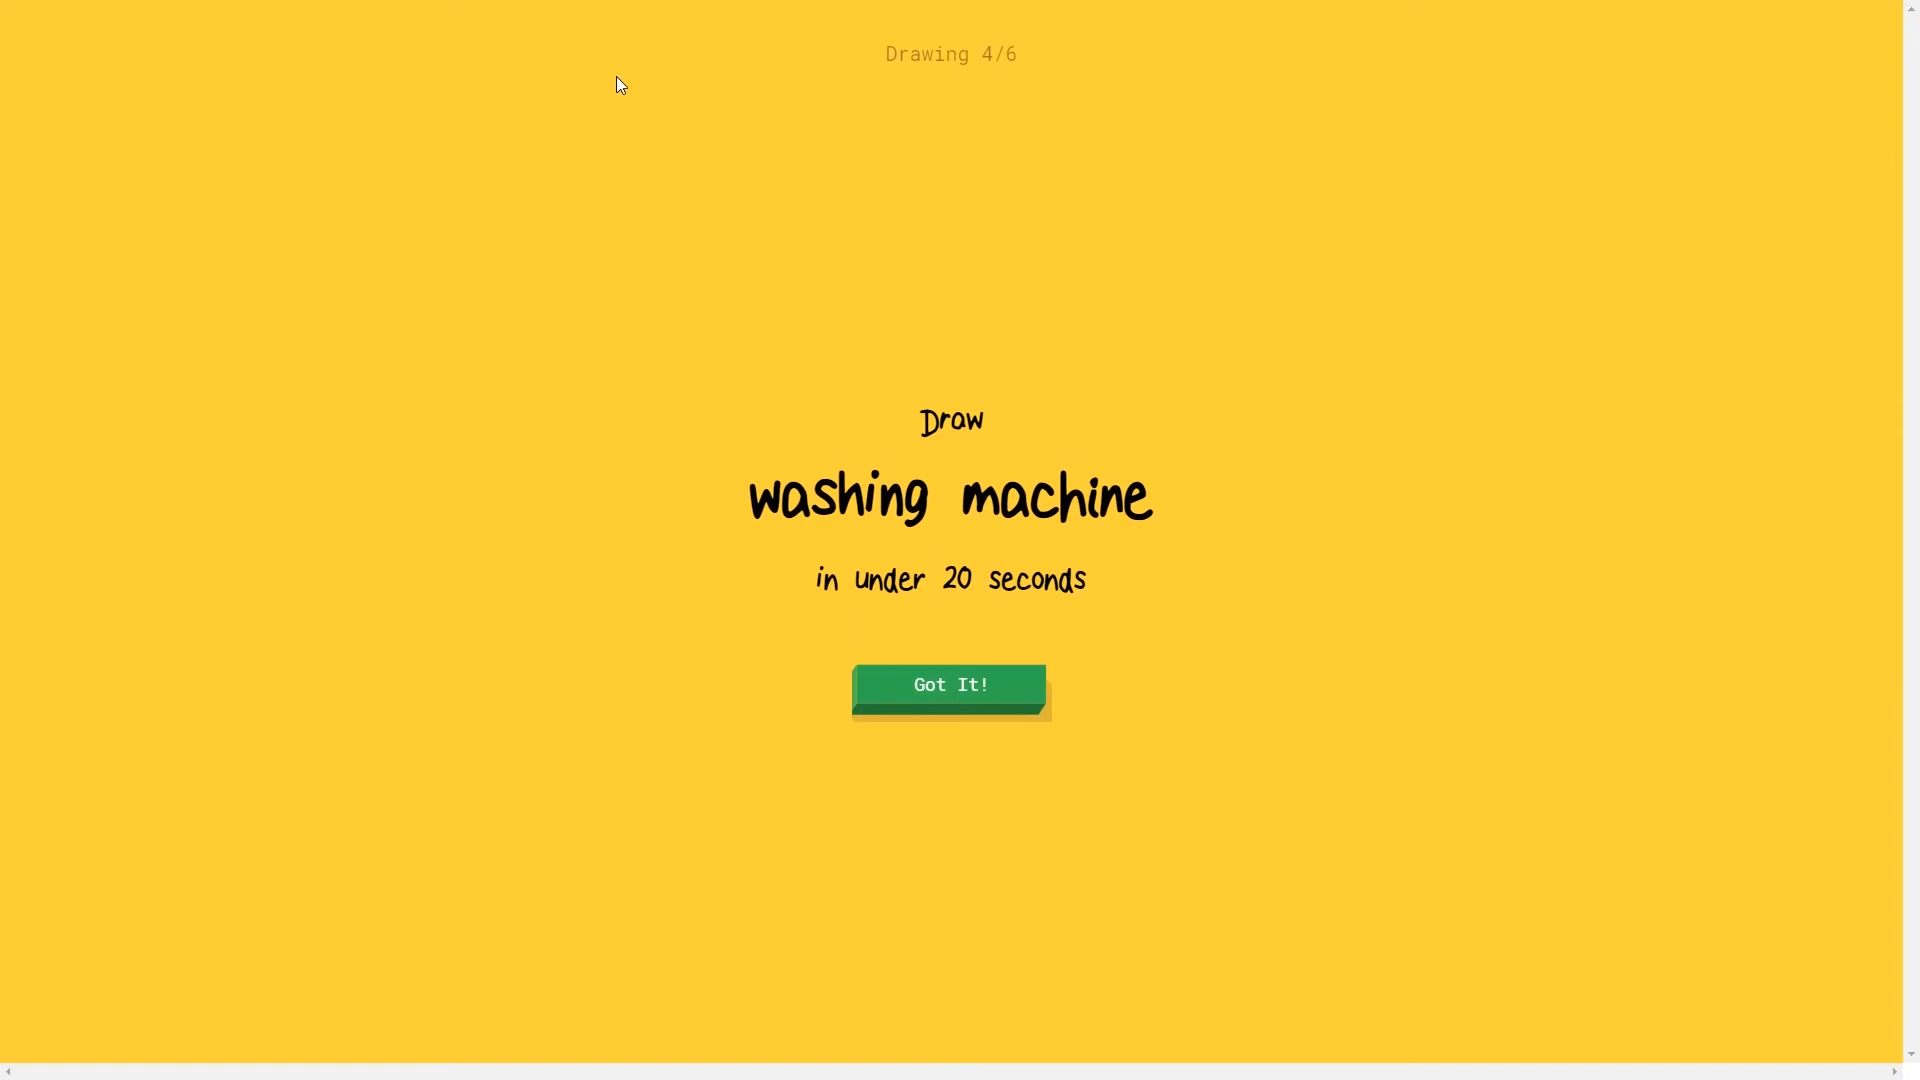 Drawing 4/6
Draw
washing machine
in under 20 seconds
Got It!